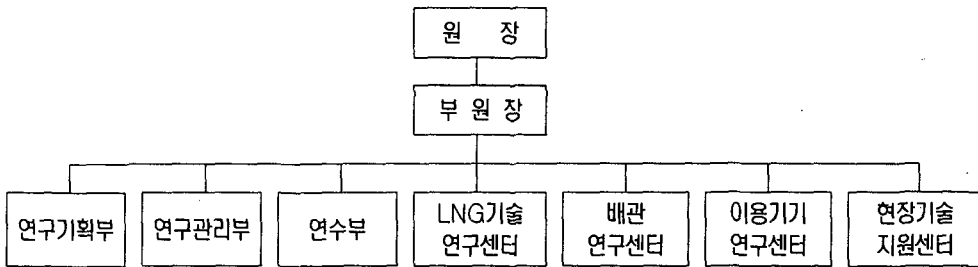 원 장
부 원 장
연구기획부
연구관리부
연수부
LNG기술
연구센터
배관
연구센터
이용기기
연구센터
현장기술
지원센터